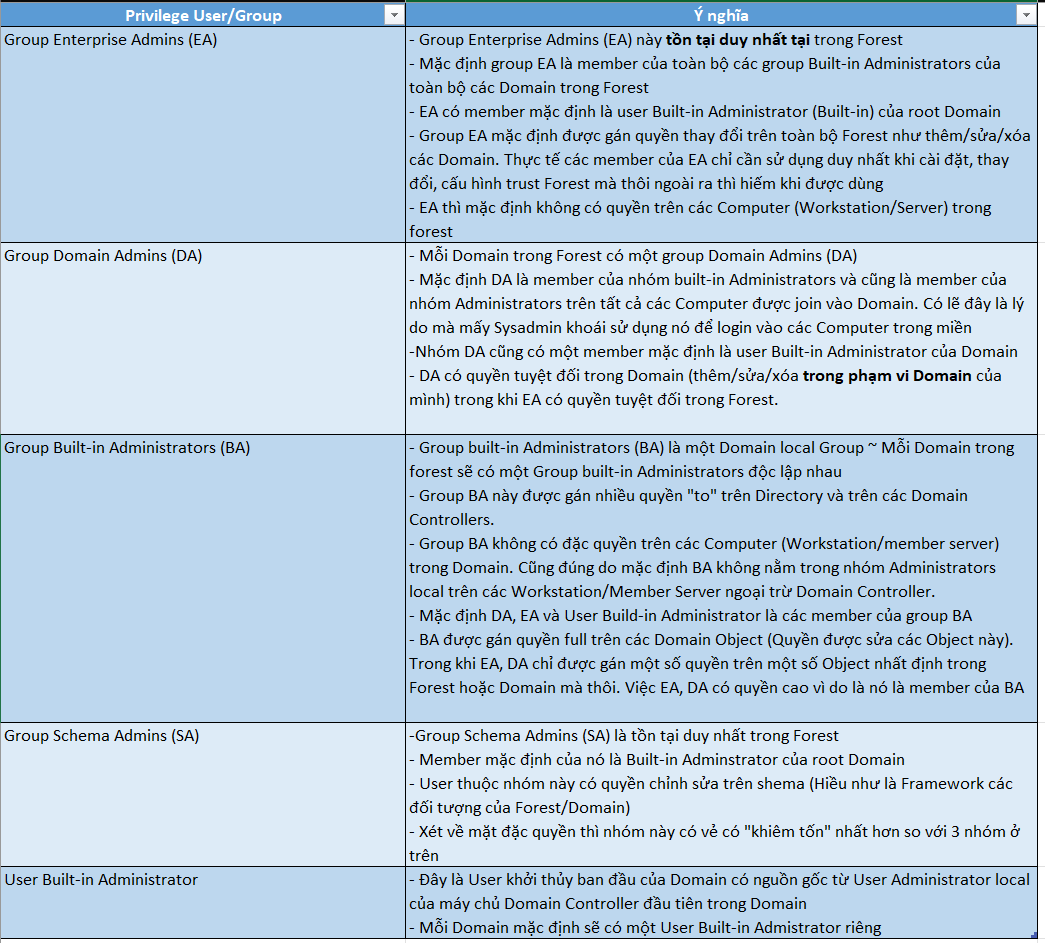 Privilege User/Group
Ý nghĩa
Group Enterprise Admins (EA)
- Group Enterprise Admins (EA) này tồn tại duy nhất tại trong Forest
- Mặc định group EA là member của toàn bộ các group Built-in Administrators của
toàn bộ các Domain trong Forest
- EA có member mặc định là user Built-in Administrator (Built-in) của root Domain
- Group EA mặc định được gán quyền thay đổi trên toàn bộ Forest như thêm/sửa/xóa
các Domain. Thực tế các member của EA chỉ cần sử dụng duy nhất khi cài đặt, thay
đổi, cấu hình trust Forest mà thôi ngoài ra thì hiếm khi được dùng
- EA thì mặc định không có quyền trên các Computer (Workstation/Server) trong
forest
Group Domain Admins (DA)
- Mỗi Domain trong Forest có một group Domain Admins (DA)
- Mặc định DA là member của nhóm built-in Administrators và cũng là member của
nhóm Administrators trên tất cả các Computer được join vào Domain. Có lẽ đây là lý
do mà mấy Sysadmin khoái sử dụng nó để login vào các Computer trong miền
-Nhóm DA cũng có một member mặc định là user Built-in Administrator của Domain
- DA có quyền tuyệt đối trong Domain (thêm/sửa/xóa trong phạm vi Domain của
mình) trong khi EA có quyền tuyệt đối trong Forest.
Group Built-in Administrators (BA)
- Group built-in Administrators (BA) là một Domain local Group ~ Mỗi Domain trong
forest sẽ có một Group built-in Administrators độc lập nhau
- Group BA này được gán nhiều quyền "to" trên Directory và trên các Domain
Controllers.
- Group BA không có đặc quyền trên các Computer (Workstation/member server)
trong Domain. Cũng đúng do mặc định BA không nằm trong nhóm Administrators
local trên các Workstation/Member Server ngoại trừ Domain Controller.
- Mặc định DA, EA và User Build-in Administrator là các member của group BA
- BA được gán quyền full trên các Domain Object (Quyền được sửa các Object này).
Trong khi EA, DA chỉ được gán một số quyền trên một số Object nhất định trong
Forest hoặc Domain mà thôi. Việc EA, DA có quyền cao vì do là nó là member của BA
Group Schema Admins (SA)
-Group Schema Admins (SA) là tồn tại duy nhất trong Forest
- Member mặc định của nó là Built-in Adminstrator của root Domain
- User thuộc nhóm này có quyền chỉnh sửa trên shema (Hiều như là Framework các
đối tượng của Forest/Domain)
- Xét về mặt đặc quyền thì nhóm này có vẻ có "khiêm tốn" nhất hơn so với 3 nhóm ở
trên
User Built-in Administrator
- Đây là User khởi thủy ban đầu của Domain có nguồn gốc từ User Administrator local
của máy chủ Domain Controller đầu tiên trong Domain
- Mỗi Domain mặc định sẽ có một User Built-in Admistrator riêng